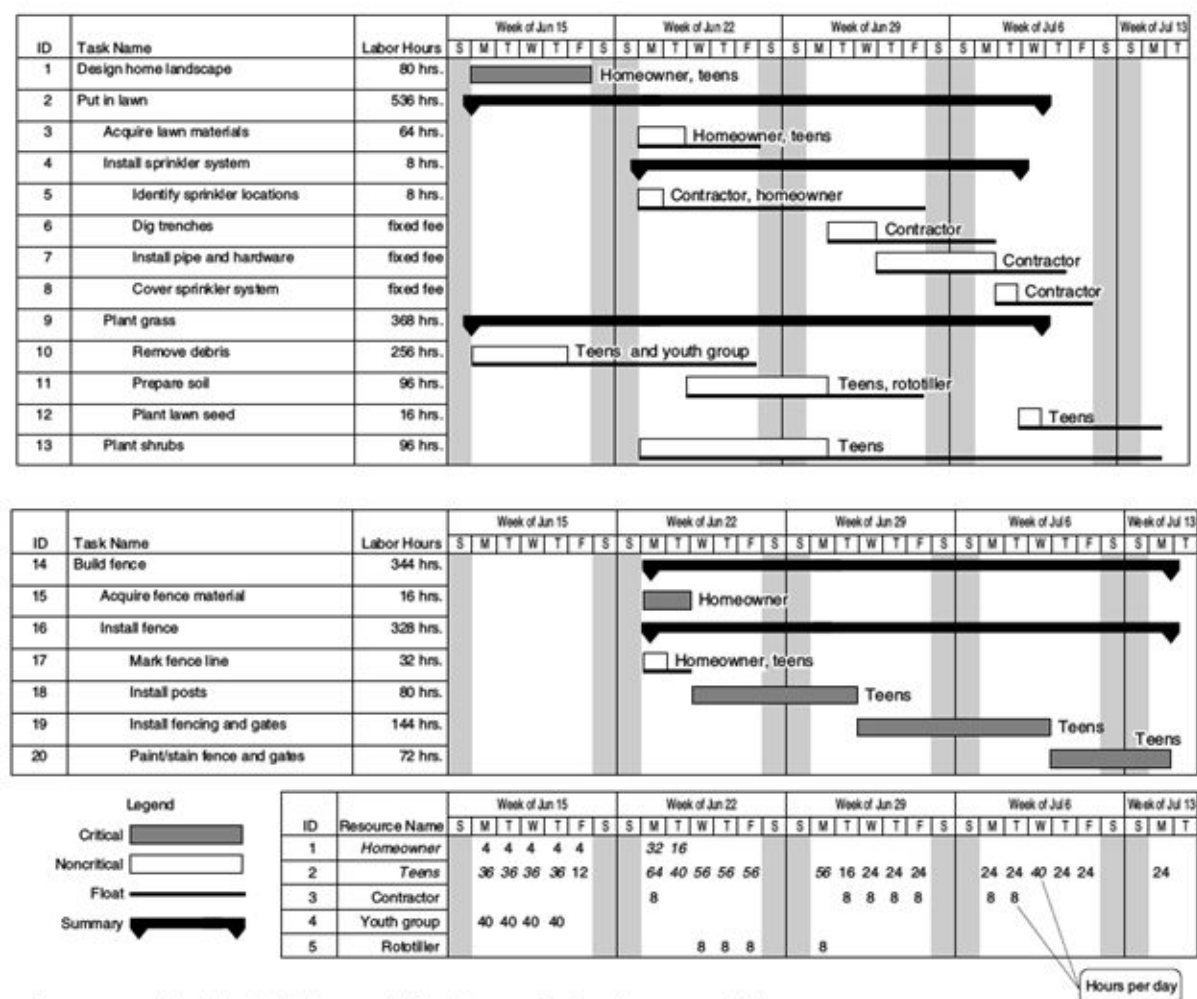 Week of Jun 15 Week of Jun 22 Week of Jun 29 Week of Jul 6 Week of Jul 13
ID Task Name Labor Hours S M T W T F S S M T W T F S S M T W T F S S M T W T F S S M T
1 Design home landscape 80 hrs. Homeowner, teens
2 Put in lawn 536 hrs.
3 Acquire lawn materials 64 hrs. Homeowner, teens
4 Install sprinkler system 8 hrs.
5 Identify sprinkler locations 8 hrs. Contractor, homeowner
6 Dig trenches fixed fee Contractor
7 Install pipe and hardware fixed fee Contractor
8 Cover sprinkler system fixed fee Contractor
9 Plant grass 368 hrs.
10 Remove debris 256 hrs. Teens and youth group
11 Prepare soil 96 hrs. Teens, rototiller
12 Plant lawn seed 16 hrs. Teens
13 Plant shrubs 96 hrs. Teens
Week of Jun 15 Week of Jun 22 Week of Jun 29 Week of Jul 6 Week of Jul 13
ID Task Name Labor Hours S M T W T F S S M T W T F S S M T W T F S S M T W T F S S M T
14 Build fence 344 hrs.
15 Acquire fence material 16 hrs. Homeowner
16 Install fence 328 hrs.
17 Mark fence line 32 hrs. Homeowner, teens
18 Install posts 80 hrs. Teens
19 Install fencing and gates 144 hrs. Teens
20 Paint/stain fence and gates 72 hrs. Teens
Legend
Critical
Noncritical
Float
Summary
Week of Jun 15 Week of Jun 22 Week of Jun 29 Week of Jul 6 Week of Jul 13
ID Resource Name S M T W T F S S M T W T F S S M T W T F S S M T W T F S S M T
1 Homeowner 4 4 4 4 4 32 16
2 Teens 36 36 36 36 12 64 40 56 56 56 56 16 24 24 24 24 24 40 24 24 24
3 Contractor 8 8 8 8 8 8 8
4 Youth group 40 40 40 40
5 Rototiller 8 8 8 8
Hours per day